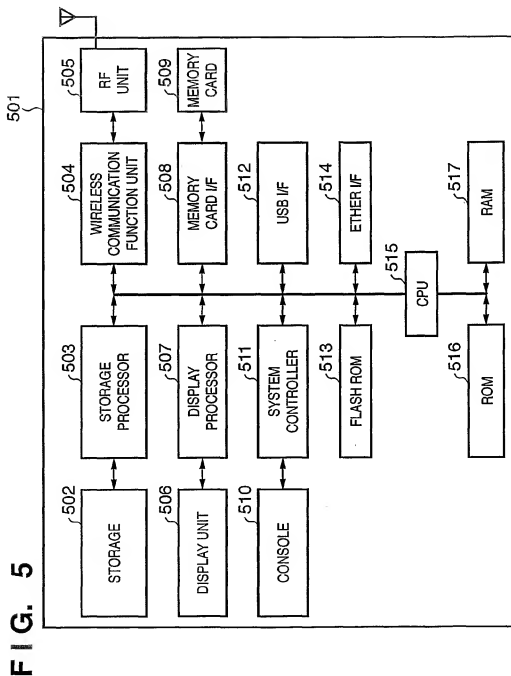 FIG. 5
501
502
STORAGE
503
STORAGE
PROCESSOR
504
WIRELESS
COMMUNICATION
FUNCTION UNIT
505
RF
UNIT
506
DISPLAY UNIT
507
DISPLAY
PROCESSOR
508
MEMORY
CARD I/F
509
MEMORY
CARD
510
CONSOLE
511
SYSTEM
CONTROLLER
512
USB I/F
513
FLASH ROM
514
ETHER I/F
515
CPU
516
ROM
517
RAM